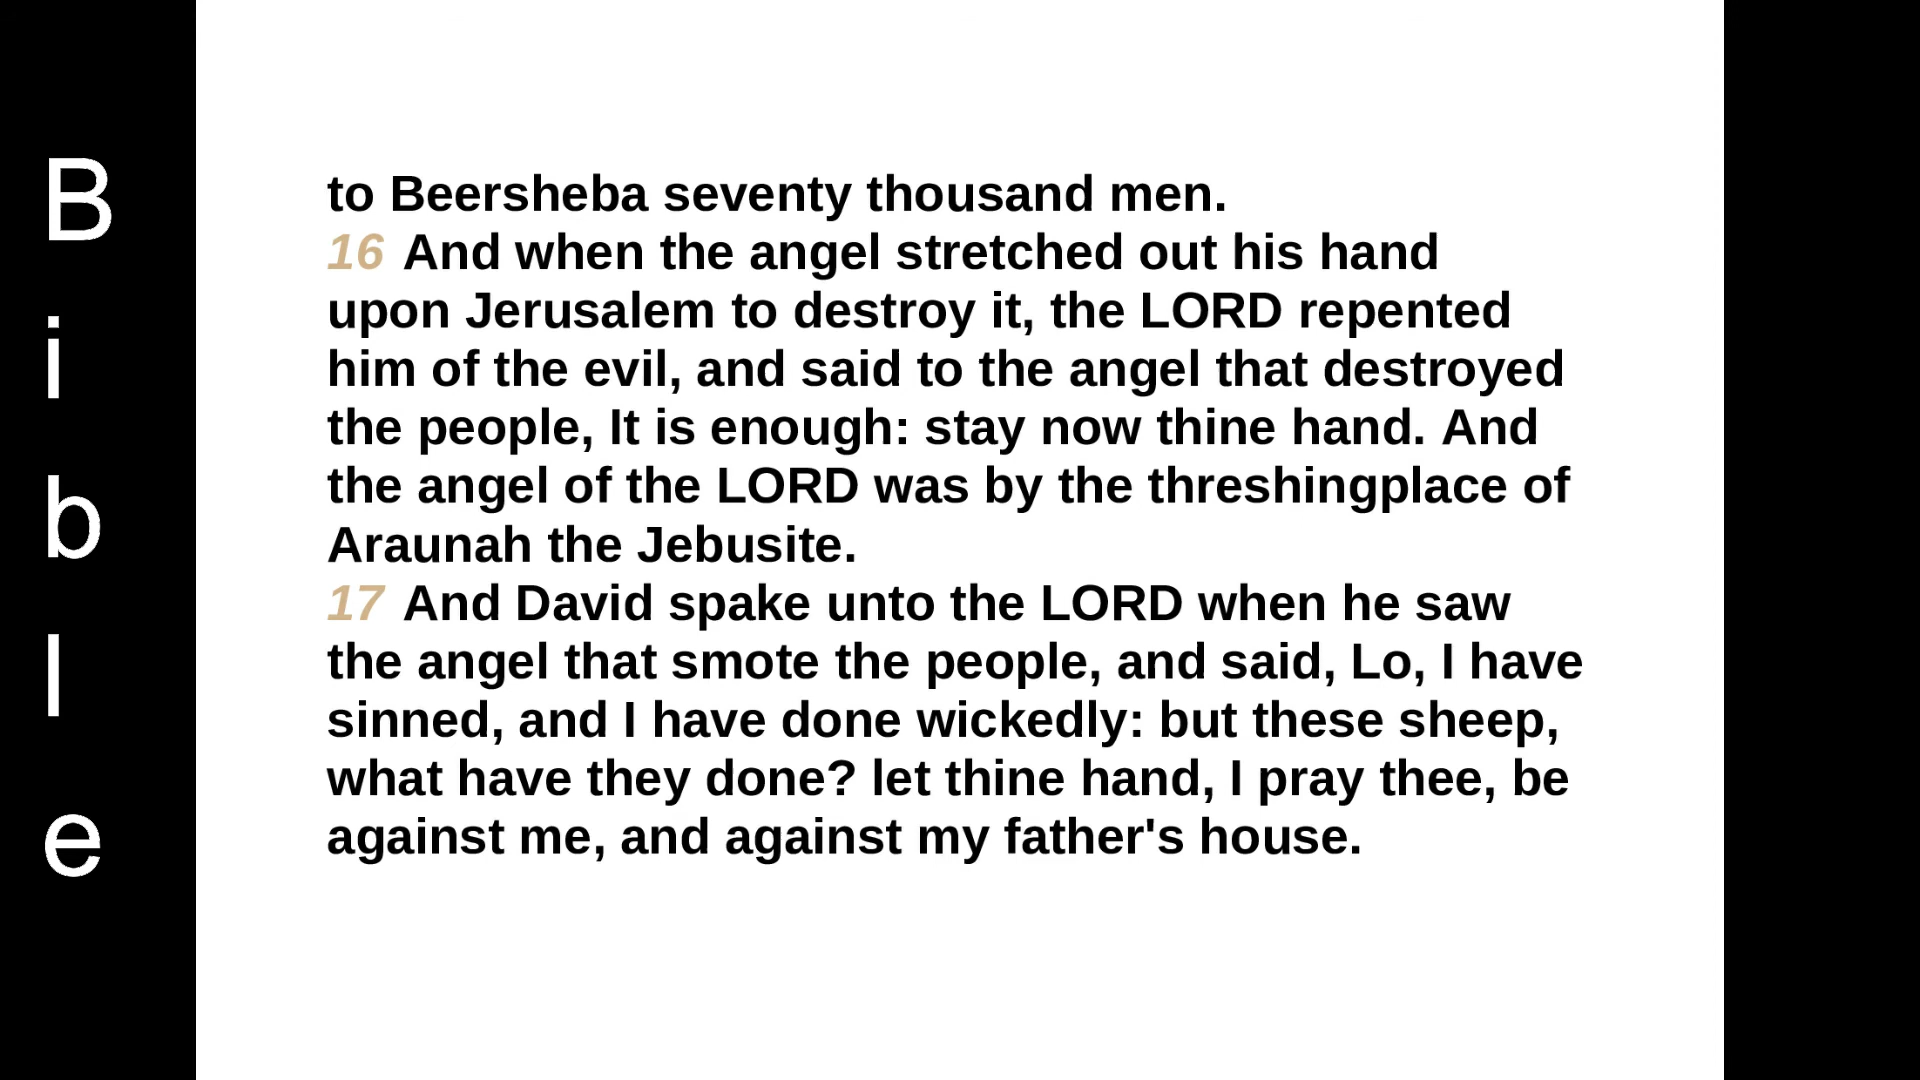 Bible
to Beersheba seventy thousand men.
16 And when the angel stretched out his hand
upon Jerusalem to destroy it, the LORD repented
him of the evil, and said to the angel that destroyed
the people, It is enough: stay now thine hand. And
the angel of the LORD was by the threshingplace of
Araunah the Jebusite.
17 And David spake unto the LORD when he saw
the angel that smote the people, and said, Lo, I have
sinned, and I have done wickedly: but these sheep,
what have they done? let thine hand, I pray thee, be
against me, and against my father's house.